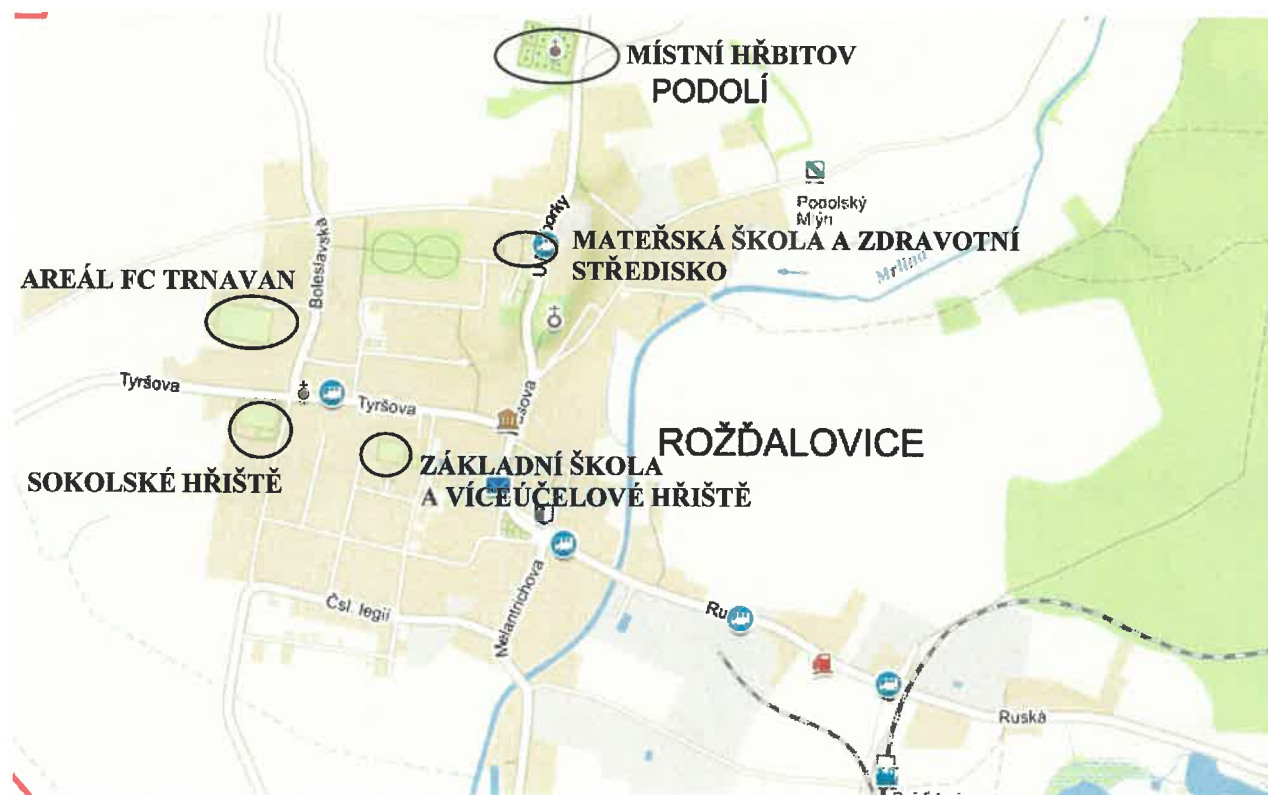 MÍSTNÍ HŘBITOV
PODOLÍ
Podolský
Mlýn
MATEŘSKÁ ŠKOLA A ZDRAVOTNÍ
STŘEDISKO
Mrlina
Boleslavská
AREÁL FC TRNAVAN
Tyršova
Tyršova
ROŽĎALOVICE
ZÁKLADNÍ ŠKOLA
A VÍCEÚČELOVÉ HŘIŠTĚ
SOKOLSKÉ HŘIŠTĚ
Čsl. legií
Melantrichova
Ruská